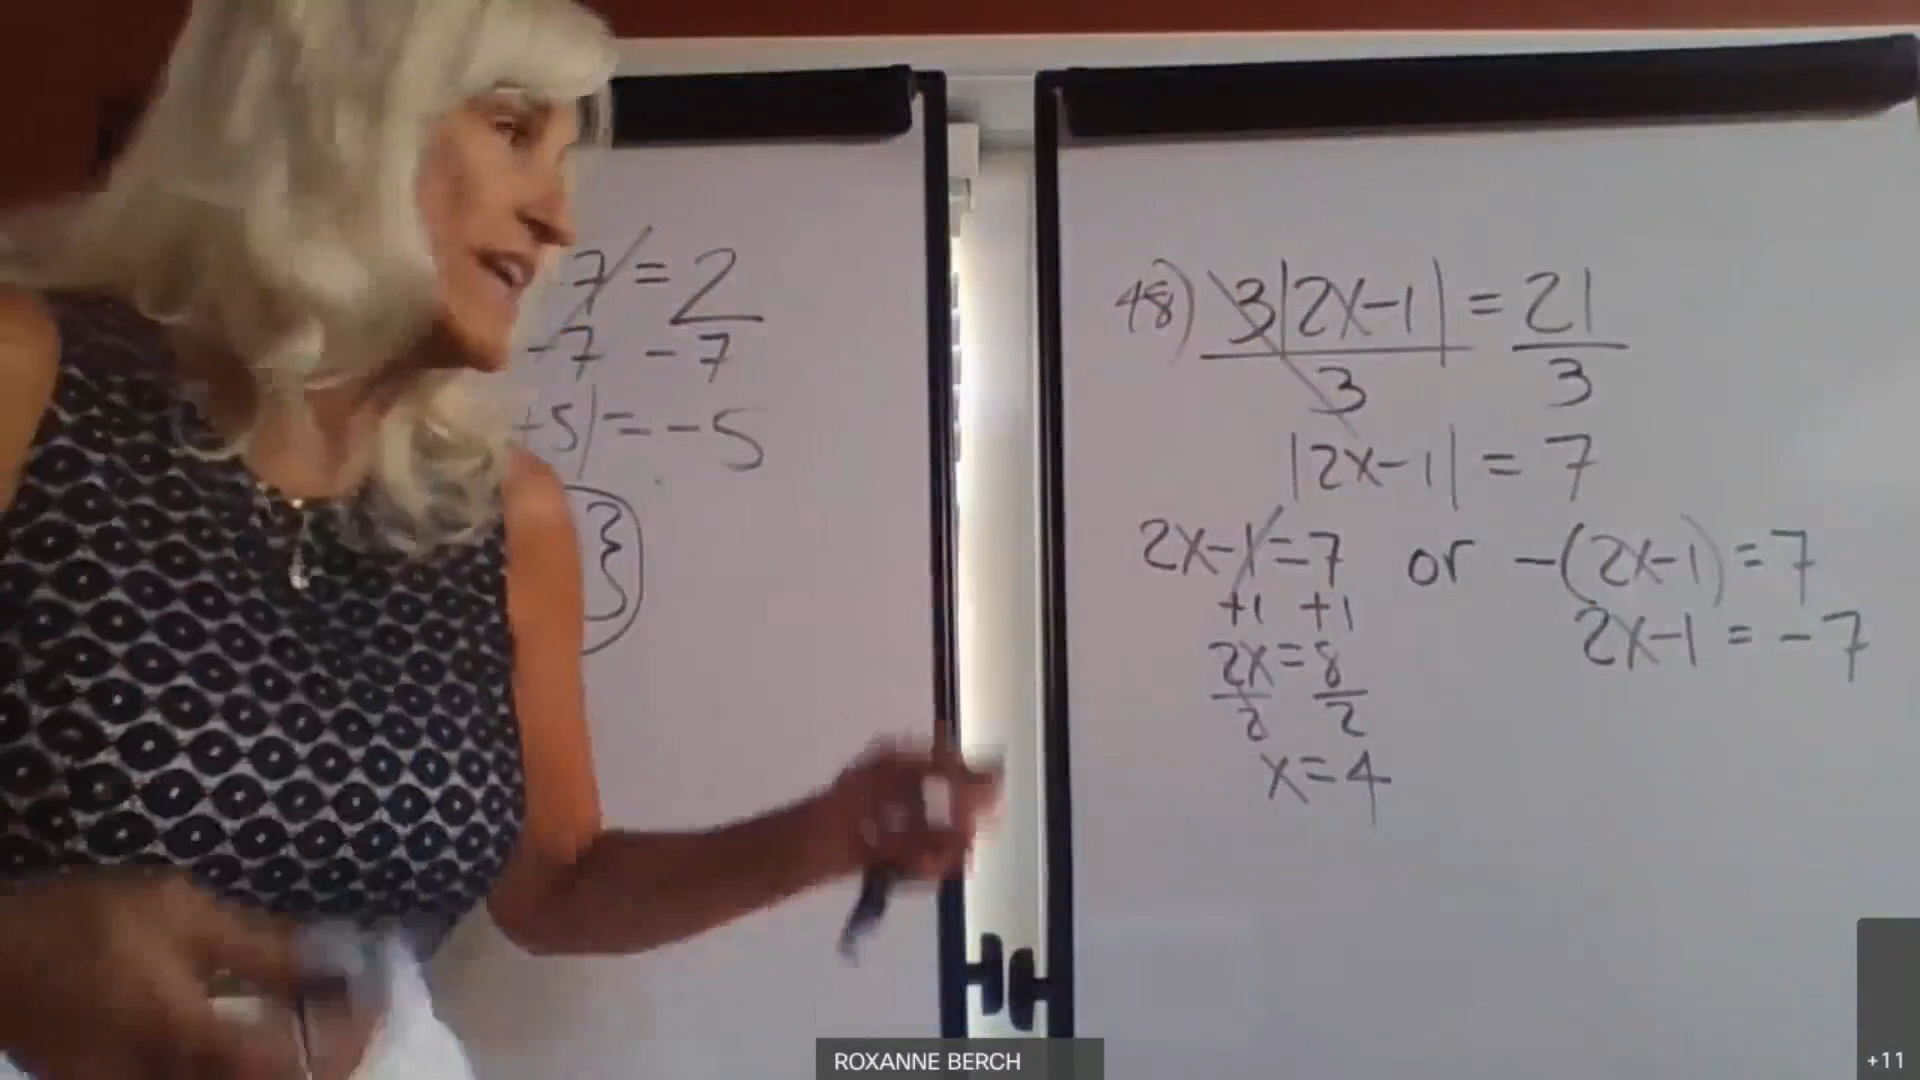 7 = 2
-7 -7
+5| = -5
}
48) 3|2x-1| = 21
3 3
|2x-1| = 7
2x-1=7 or -(2x-1) = 7
+1 +1 2x-1 = -7
2x = 8
2 2
x=4
ROXANNE BERCH
+11